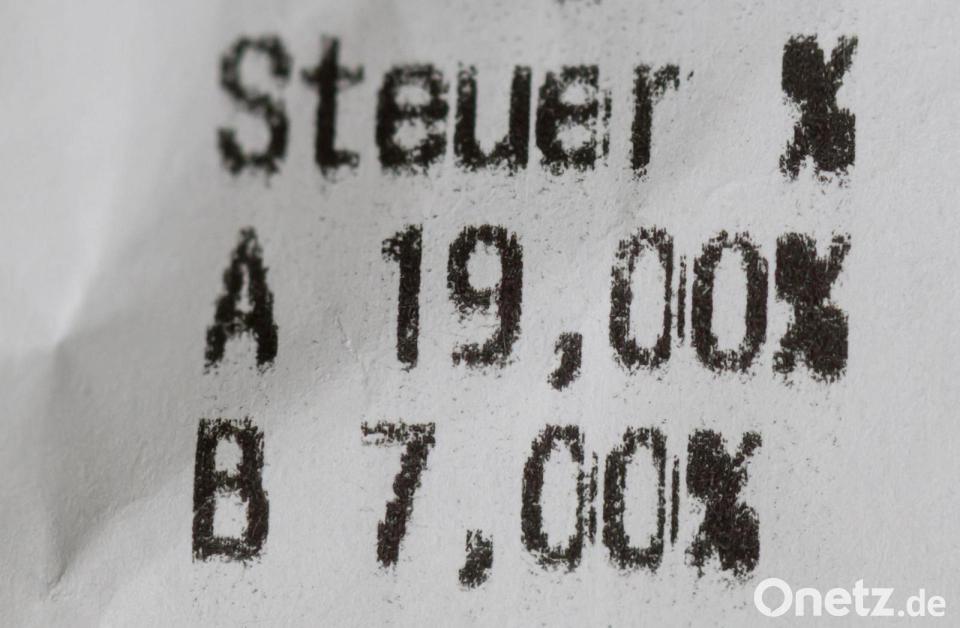 Steuer %
A 19,00%
B 7,00%
Onetz.de